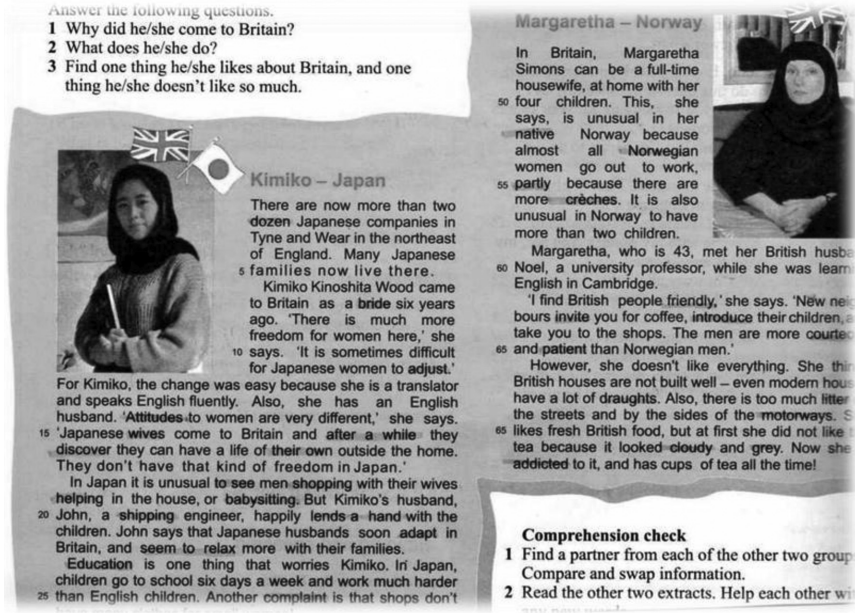 Answer the following questions.
1 Why did he/she come to Britain?
2 What does he/she do?
3 Find one thing he/she likes about Britain, and one
thing he/she doesn't like so much.
Kimiko – Japan
There are now more than two
dozen Japanese companies in
Tyne and Wear in the northeast
of England. Many Japanese
5 families now live there.
Kimiko Kinoshita Wood came
to Britain as a bride six years
ago. 'There is much more
freedom for women here,' she
10 says. 'It is sometimes difficult
for Japanese women to adjust.'
For Kimiko, the change was easy because she is a translator
and speaks English fluently. Also, she has an English
husband. 'Attitudes to women are very different,' she says.
15 'Japanese wives come to Britain and after a while they
discover they can have a life of their own outside the home.
They don't have that kind of freedom in Japan.'
In Japan it is unusual to see men shopping with their wives
helping in the house, or babysitting. But Kimiko's husband,
20 John, a shipping engineer, happily lends a hand with the
children. John says that Japanese husbands soon adapt in
Britain, and seem to relax more with their families.
Education is one thing that worries Kimiko. In Japan,
children go to school six days a week and work much harder
25 than English children. Another complaint is that shops don't
Margaretha – Norway
In Britain, Margaretha
Simons can be a full-time
housewife, at home with her
50 four children. This, she
says, is unusual in her
native Norway because
almost all Norwegian
women go out to work,
55 partly because there are
more crèches. It is also
unusual in Norway to have
more than two children.
Margaretha, who is 43, met her British husba
60 Noel, a university professor, while she was learn
English in Cambridge.
'I find British people friendly,' she says. 'New nei
bours invite you for coffee, introduce their children, a
take you to the shops. The men are more courteo
65 and patient than Norwegian men.'
However, she doesn't like everything. She thin
British houses are not built well – even modern hous
have a lot of draughts. Also, there is too much litter
the streets and by the sides of the motorways. S
65 likes fresh British food, but at first she did not like
tea because it looked cloudy and grey. Now she
addicted to it, and has cups of tea all the time!
Comprehension check
1 Find a partner from each of the other two group
Compare and swap information.
2 Read the other two extracts. Help each other wi
any new words.